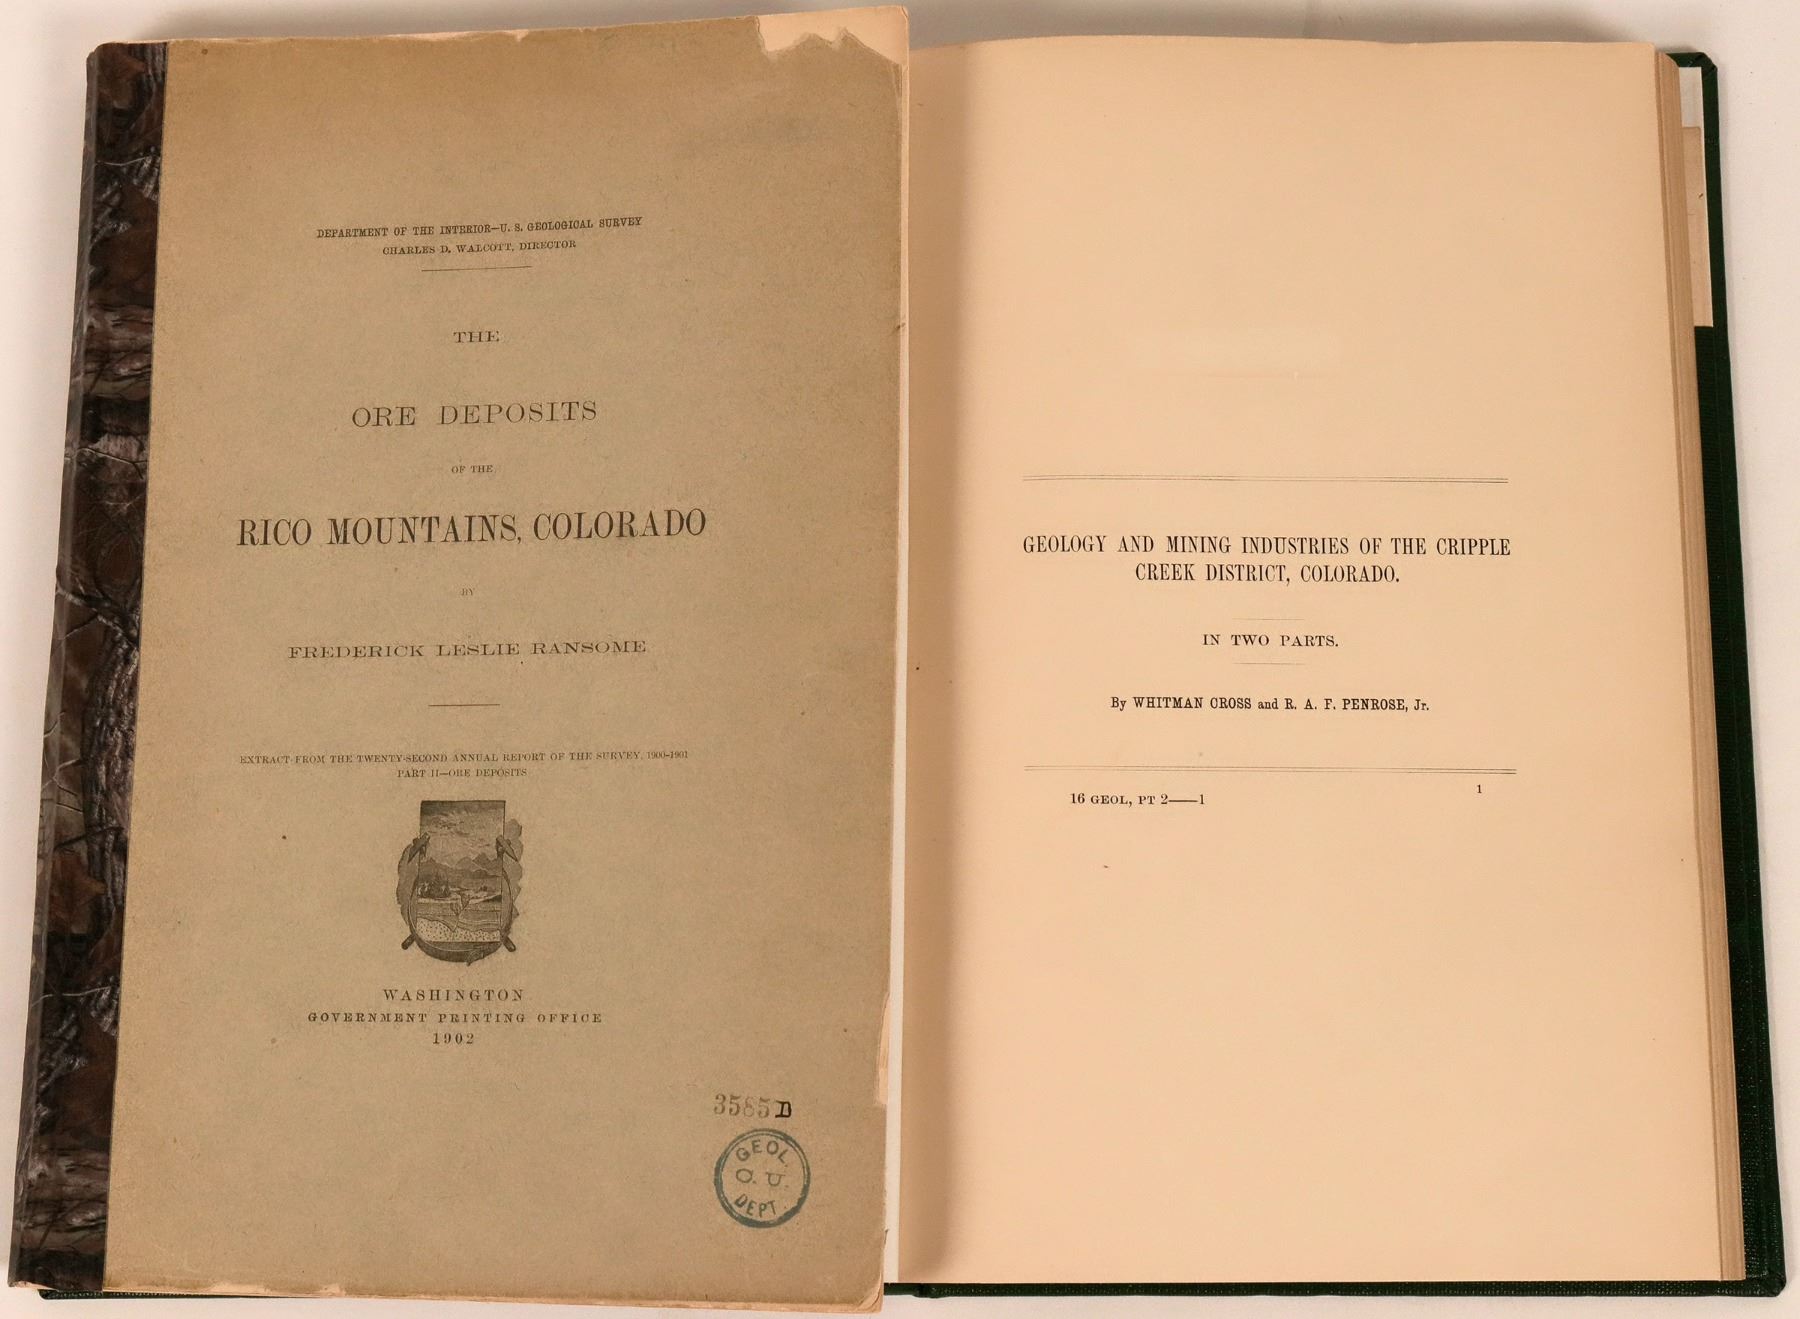 DEPARTMENT OF THE INTERIOR—U. S. GEOLOGICAL SURVEY
CHARLES D. WALCOTT, DIRECTOR
THE
ORE DEPOSITS
OF THE
RICO MOUNTAINS, COLORADO
BY
FREDERICK LESLIE RANSOME
EXTRACT FROM THE TWENTY-SECOND ANNUAL REPORT OF THE SURVEY, 1900-1901
PART II—ORE DEPOSITS
WASHINGTON
GOVERNMENT PRINTING OFFICE
1902
3585D
GEOL.
C. U.
DEPT.
GEOLOGY AND MINING INDUSTRIES OF THE CRIPPLE
CREEK DISTRICT, COLORADO.
IN TWO PARTS.
By WHITMAN CROSS and R. A. F. PENROSE, Jr.
16 GEOL, PT 2——1
1